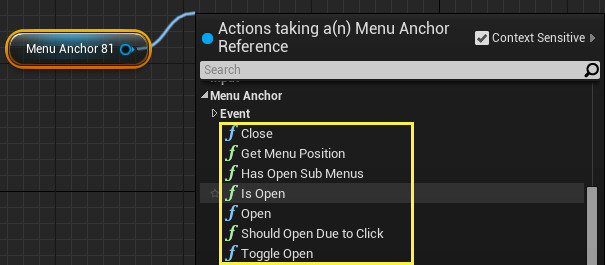 Menu Anchor 81
Actions taking a(n) Menu Anchor
Reference
Context Sensitive
Search
Menu Anchor
Event
Close
Get Menu Position
Has Open Sub Menus
Is Open
Open
Should Open Due to Click
Toggle Open